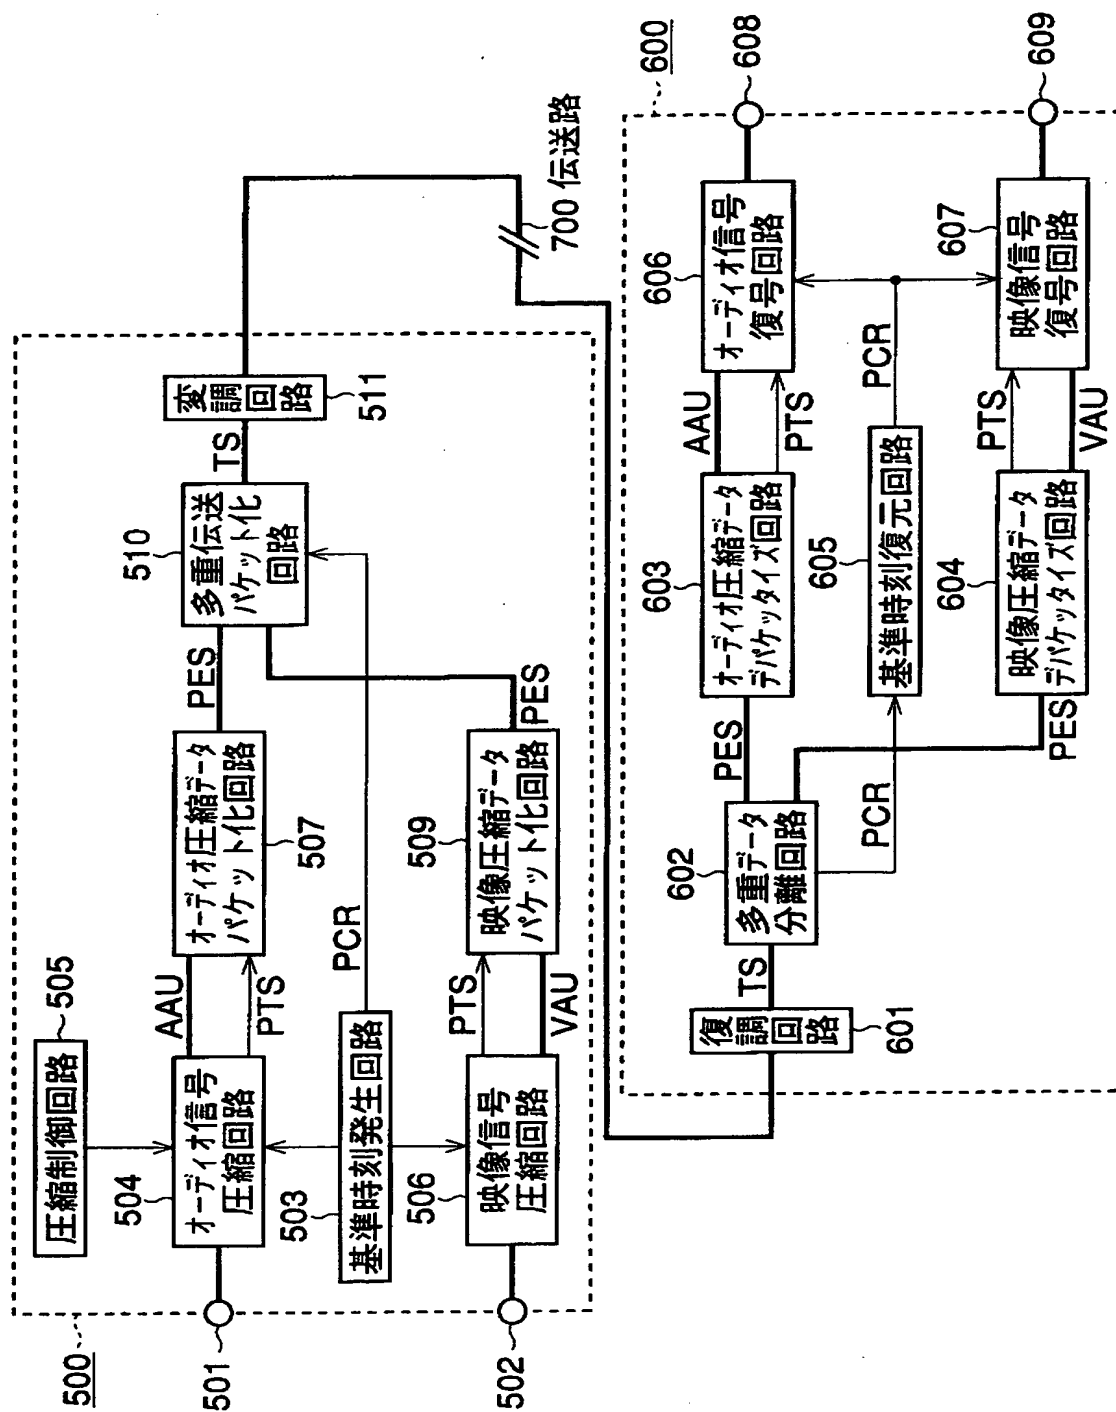 500
501
502
圧縮制御回路
505
504
オーディオ信号
圧縮回路
503
基準時刻発生回路
506
映像信号
圧縮回路
AAU
PTS
PCR
PTS
VAU
オーディオ圧縮データ
パケット化回路
507
509
映像圧縮データ
パケット化回路
PES
PES
510
多重伝送
パケット化
回路
TS
変調回路
511
700 伝送路
600
復調回路
601
TS
602
多重データ
分離回路
PES
PCR
PES
603
オーディオ圧縮データ
デパケッタイズ回路
605
基準時刻復元回路
604
映像圧縮データ
デパケッタイズ回路
AAU
PTS
PCR
PTS
VAU
606
オーディオ信号
復号回路
607
映像信号
復号回路
608
609